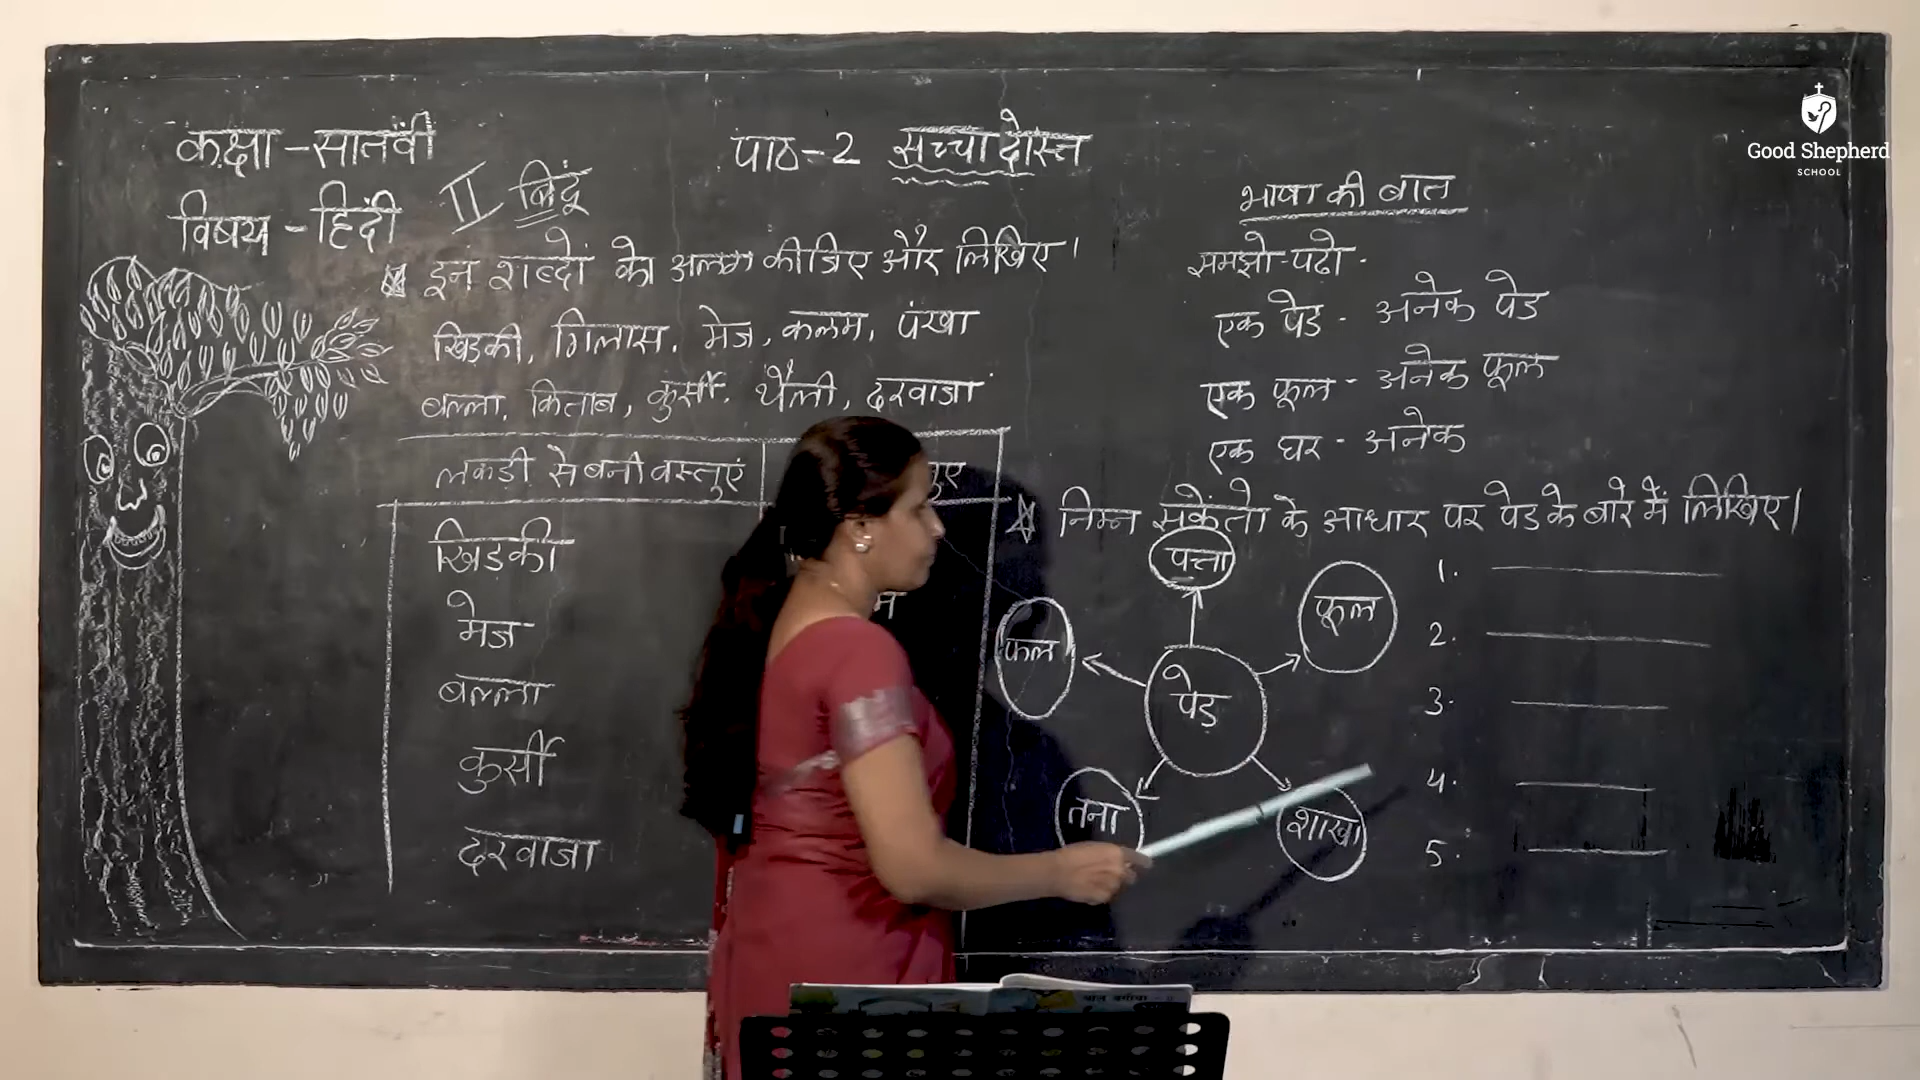 Good Shepherd
SCHOOL
कक्षा - सातवीं
विषय - हिंदी
पाठ - 2 सच्चा दोस्त
II बिंदू
इन शब्दों को अलग कीजिए और लिखिए।
खिड़की, गिलास, मेज, कलम, पंखा
बल्ला, किताब, कुर्सी, थैली, दरवाजा
लकडी से बनी वस्तुएं
खिड़की
मेज
बल्ला
कुर्सी
दरवाजा
भाषा की बात
समझो-पढो.
एक पेड - अनेक पेड
एक फूल - अनेक फूल
एक घर - अनेक
निम्न सकेंतो के आधार पर पेड के बारे में लिखिए।
पत्ता
फूल
फल
पेड़
तना
शाखा
1.
2.
3.
4.
5.